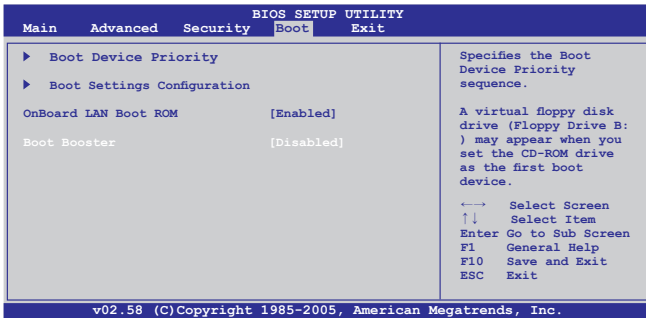 BIOS SETUP UTILITY
Main Advanced Security Boot Exit
Boot Device Priority
Boot Settings Configuration
OnBoard LAN Boot ROM [Enabled]
Boot Booster [Disabled]
Specifies the Boot
Device Priority
sequence.
A virtual floppy disk
drive (Floppy Drive B:
) may appear when you
set the CD-ROM drive
as the first boot
device.
←→ Select Screen
↑↓ Select Item
Enter Go to Sub Screen
F1 General Help
F10 Save and Exit
ESC Exit
v02.58 (C)Copyright 1985-2005, American Megatrends, Inc.